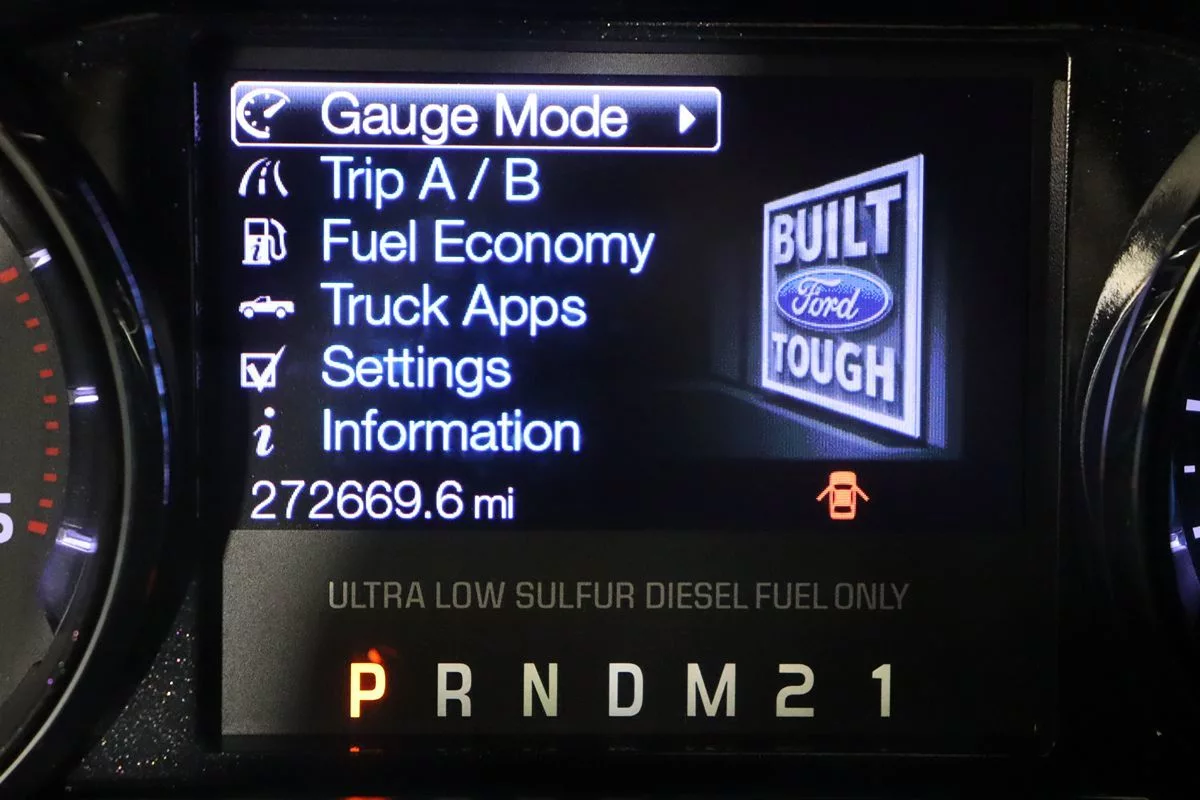 Gauge Mode
Trip A / B
Fuel Economy
Truck Apps
Settings
Information
BUILT
Ford
TOUGH
272669.6 mi
ULTRA LOW SULFUR DIESEL FUEL ONLY
P R N D M 2 1
5